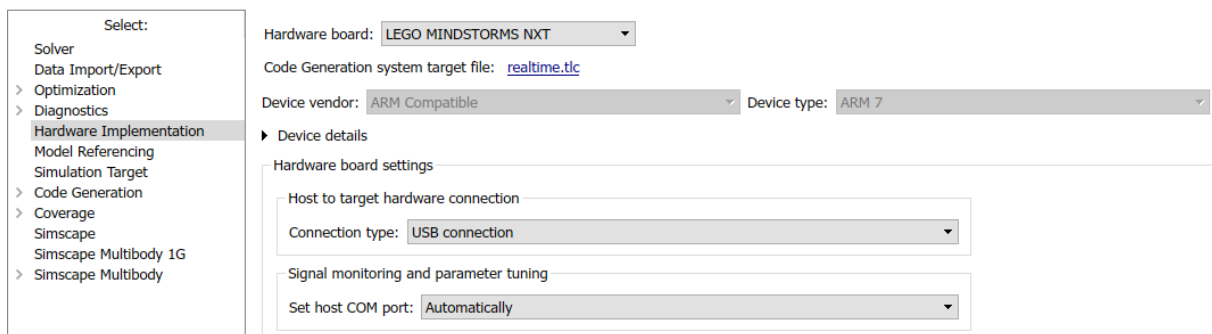 Select:
Solver
Data Import/Export
Optimization
Diagnostics
Hardware Implementation
Model Referencing
Simulation Target
Code Generation
Coverage
Simscape
Simscape Multibody 1G
Simscape Multibody
Hardware board: LEGO MINDSTORMS NXT
Code Generation system target file: realtime.tlc
Device vendor: ARM Compatible Device type: ARM 7
Device details
Hardware board settings
Host to target hardware connection
Connection type: USB connection
Signal monitoring and parameter tuning
Set host COM port: Automatically